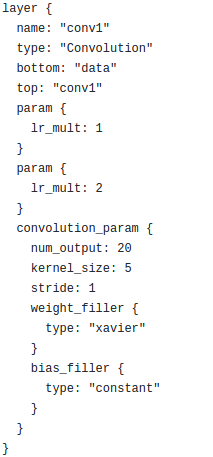 layer {
  name: "conv1"
  type: "Convolution"
  bottom: "data"
  top: "conv1"
  param {
    lr_mult: 1
  }
  param {
    lr_mult: 2
  }
  convolution_param {
    num_output: 20
    kernel_size: 5
    stride: 1
    weight_filler {
      type: "xavier"
    }
    bias_filler {
      type: "constant"
    }
  }
}